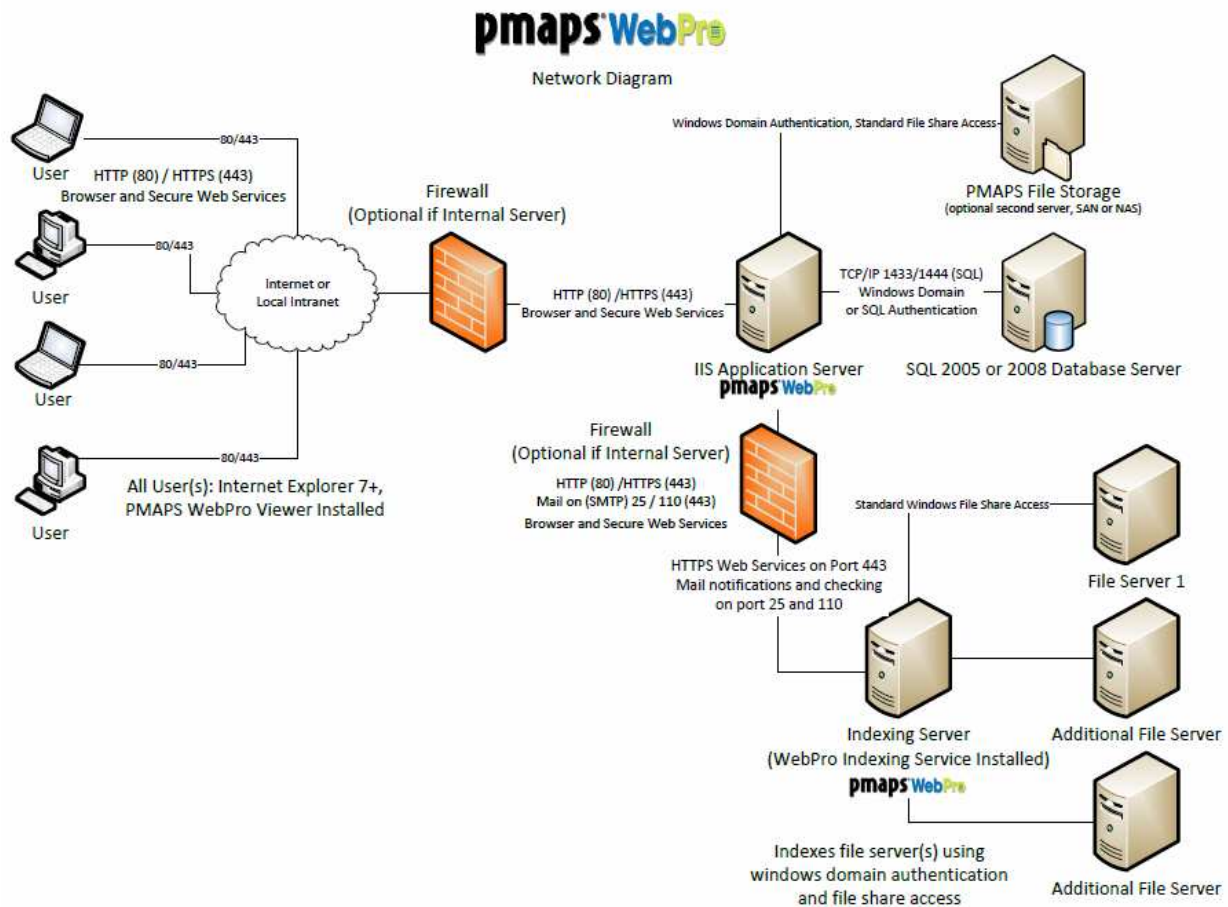 pmaps WebPro
Network Diagram
80/443
User
HTTP (80) / HTTPS (443)
Browser and Secure Web Services
80/443
User
80/443
User
80/443
User
All User(s): Internet Explorer 7+,
PMAPS WebPro Viewer Installed
Internet or
Local Intranet
Firewall
(Optional if Internal Server)
HTTP (80) /HTTPS (443)
Browser and Secure Web Services
Windows Domain Authentication, Standard File Share Access
PMAPS File Storage
(optional second server, SAN or NAS)
TCP/IP 1433/1444 (SQL)
Windows Domain
or SQL Authentication
IIS Application Server
pmaps WebPro
SQL 2005 or 2008 Database Server
Firewall
(Optional if Internal Server)
HTTP (80) /HTTPS (443)
Mail on (SMTP) 25 / 110 (443)
Browser and Secure Web Services
HTTPS Web Services on Port 443
Mail notifications and checking
on port 25 and 110
Standard Windows File Share Access
File Server 1
Indexing Server
(WebPro Indexing Service Installed)
pmaps WebPro
Additional File Server
Indexes file server(s) using
windows domain authentication
and file share access
Additional File Server